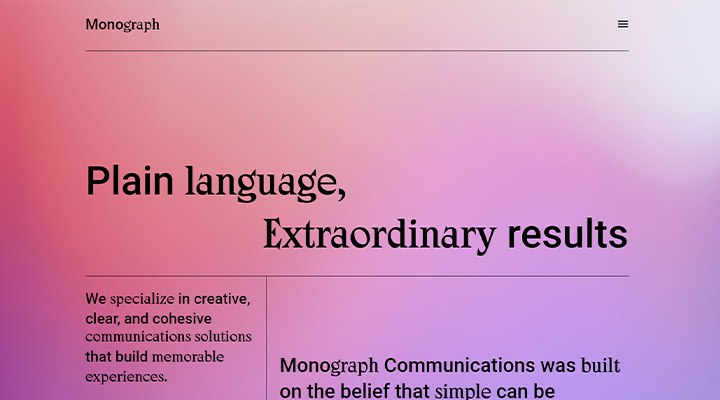 Monograph
Plain language,
Extraordinary results
We specialize in creative,
clear, and cohesive
communications solutions
that build memorable
experiences.
Monograph Communications was built
on the belief that simple can be